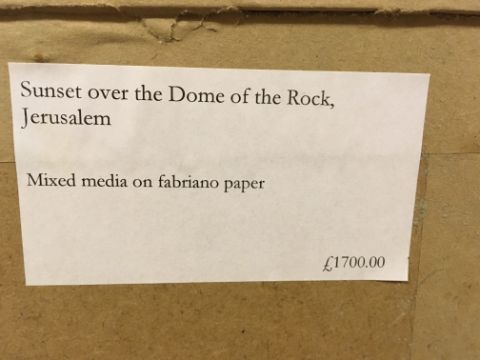 Sunset over the Dome of the Rock,
Jerusalem
Mixed media on fabriano paper
£1700.00